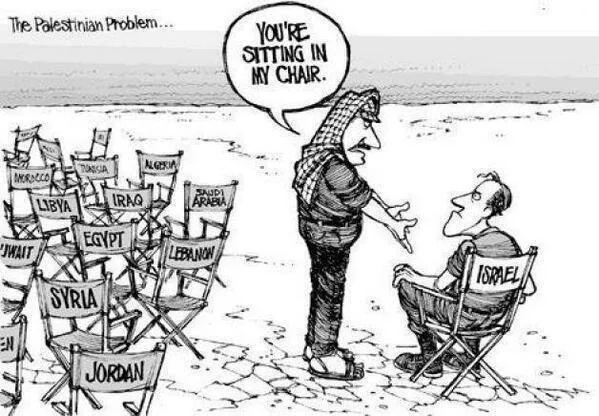 The Palestinian Problem...
YOU'RE
SITTING IN
MY CHAIR.
MOROCCO
TUNISIA
ALGERIA
LIBYA
IRAQ
SAUDI
ARABIA
EGYPT
LEBANON
UWAIT
SYRIA
ISRAEL
EN
JORDAN